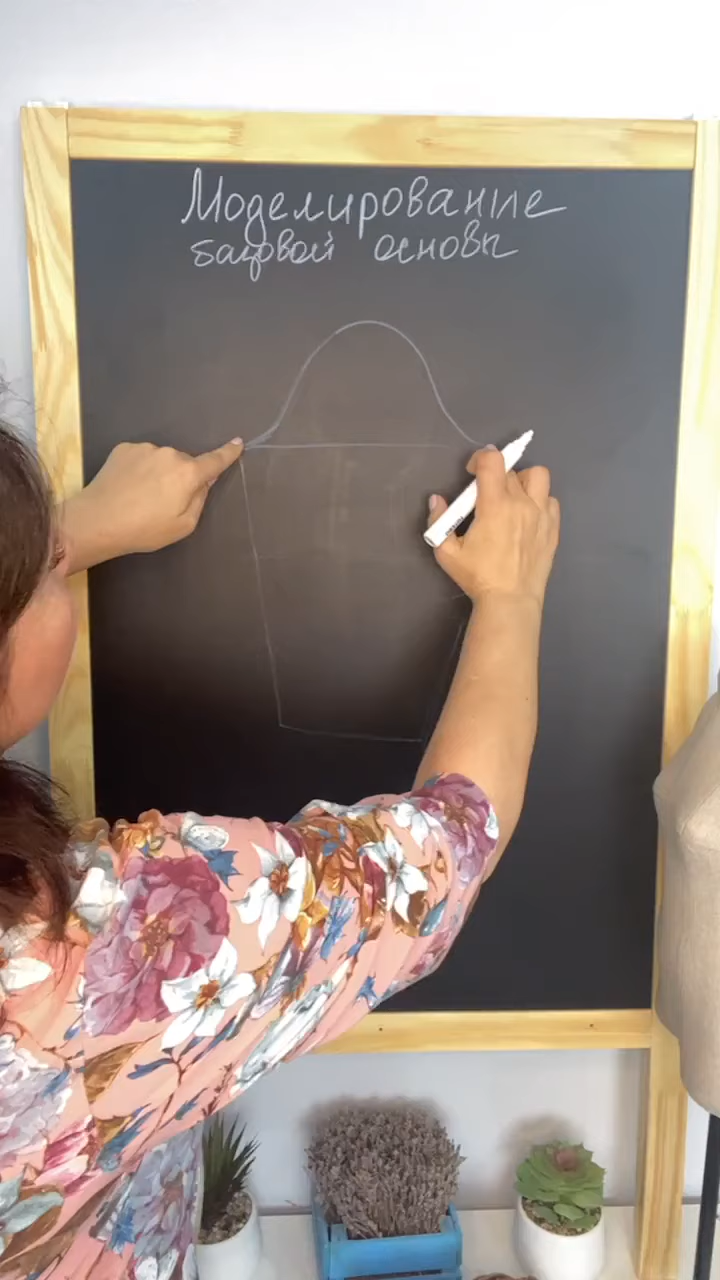 Моделирование
базовой основы